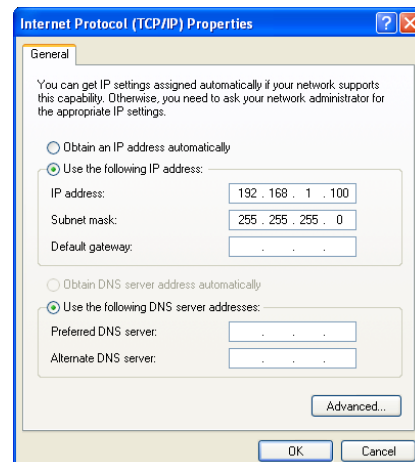 Internet Protocol (TCP/IP) Properties
General
You can get IP settings assigned automatically if your network supports
this capability. Otherwise, you need to ask your network administrator for
the appropriate IP settings.
Obtain an IP address automatically
Use the following IP address:
IP address: 192 . 168 . 1 . 100
Subnet mask: 255 . 255 . 255 . 0
Default gateway: . . .
Obtain DNS server address automatically
Use the following DNS server addresses:
Preferred DNS server: . . .
Alternate DNS server: . . .
Advanced...
OK Cancel